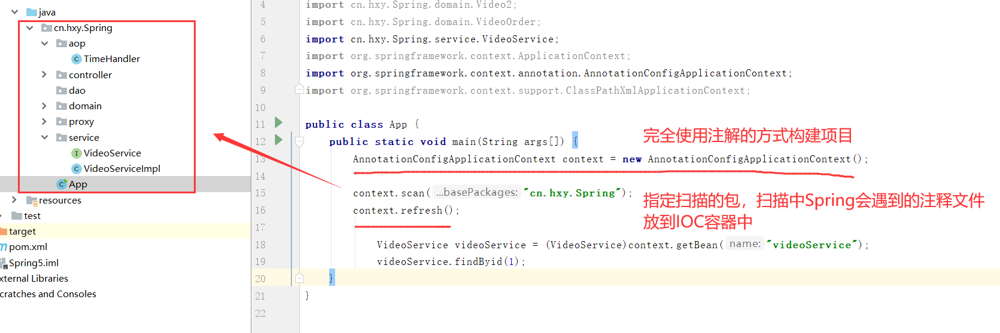 java
cn.hxy.Spring
aop
TimeHandler
controller
dao
domain
proxy
service
VideoService
VideoServiceImpl
App
resources
test
target
pom.xml
Spring5.iml
xternal Libraries
cratches and Consoles
4 import cn.hxy.Spring.domain.Video2;
5 import cn.hxy.Spring.domain.VideoOrder;
6 import cn.hxy.Spring.service.VideoService;
7 import org.springframework.context.ApplicationContext;
8 import org.springframework.context.annotation.AnnotationConfigApplicationContext;
9 import org.springframework.context.support.ClassPathXmlApplicationContext;
10
11 public class App {
12 public static void main(String args[]) {
完全使用注解的方式构建项目
13 AnnotationConfigApplicationContext context = new AnnotationConfigApplicationContext();
14
15 context.scan( ...basePackages: "cn.hxy.Spring");
16 context.refresh();
指定扫描的包，扫描中Spring会遇到的注释文件
放到IOC容器中
17
18 VideoService videoService = (VideoService)context.getBean( name: "videoService");
19 videoService.findByid(1);
20 }
21 }
22